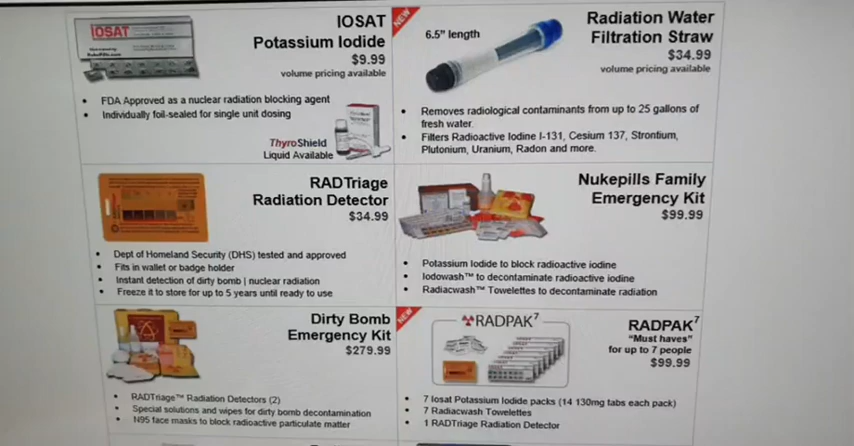 IOSAT
IOSAT
Potassium Iodide
$9.99
volume pricing available
FDA Approved as a nuclear radiation blocking agent
Individually foil-sealed for single unit dosing
ThyroShield
Liquid Available
NEW
6.5" length
Radiation Water
Filtration Straw
$34.99
volume pricing available
Removes radiological contaminants from up to 25 gallons of
fresh water.
Filters Radioactive Iodine I-131, Cesium 137, Strontium,
Plutonium, Uranium, Radon and more.
RADTriage
Radiation Detector
$34.99
Dept of Homeland Security (DHS) tested and approved
Fits in wallet or badge holder
Instant detection of dirty bomb | nuclear radiation
Freeze it to store for up to 5 years until ready to use
Nukepills Family
Emergency Kit
$99.99
Potassium Iodide to block radioactive iodine
Iodowash™ to decontaminate radioactive iodine
Radiacwash™ Towelettes to decontaminate radiation
Dirty Bomb
Emergency Kit
$279.99
RADTriage™ Radiation Detectors (2)
Special solutions and wipes for dirty bomb decontamination
N95 face masks to block radioactive particulate matter
NEW
RADPAK7
RADPAK7
"Must haves"
for up to 7 people
$99.99
7 Iosat Potassium Iodide packs (14 130mg tabs each pack)
7 Radiacwash Towelettes
1 RADTriage Radiation Detector